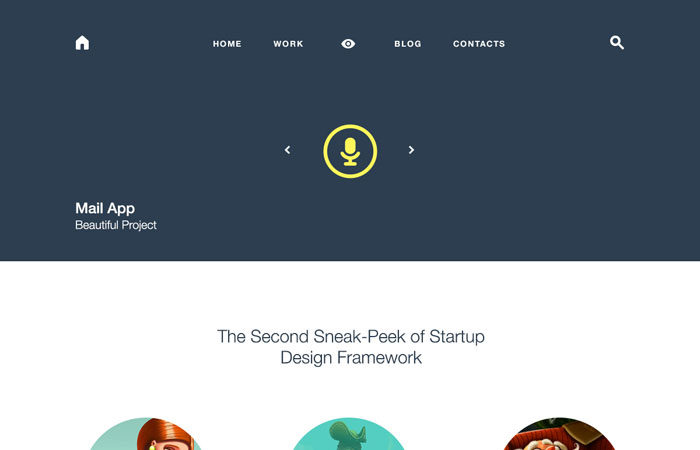 HOME WORK BLOG CONTACTS
Mail App
Beautiful Project
The Second Sneak-Peek of Startup
Design Framework